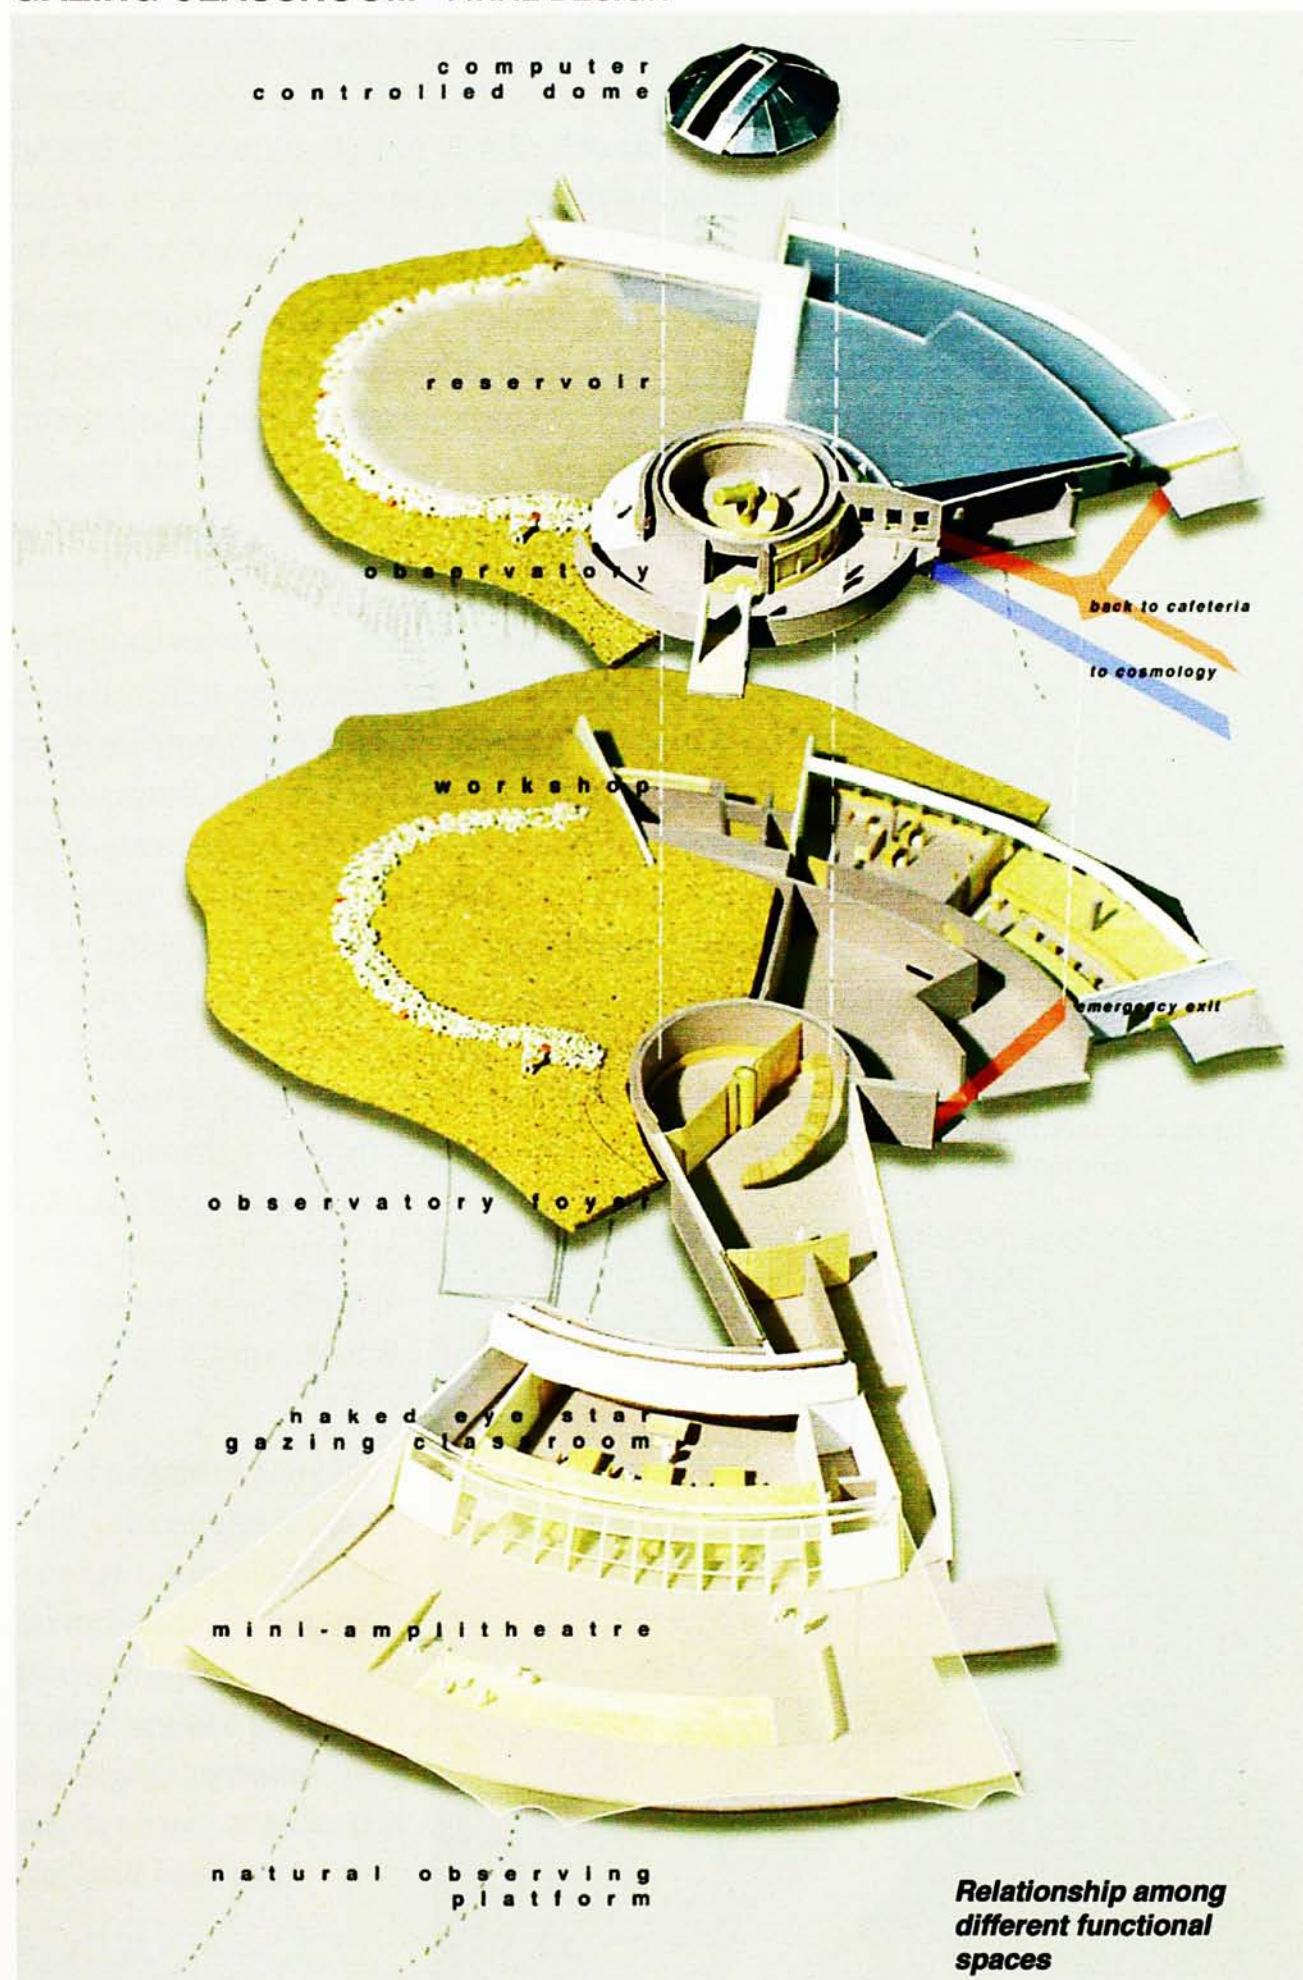 computer
controlled dome
reservoir
observatory
back to cafeteria
to cosmology
workshop
emergency exit
observatory foyer
naked eye star
gazing classroom
mini-amplitheatre
natural observing
platform
Relationship among
different functional
spaces